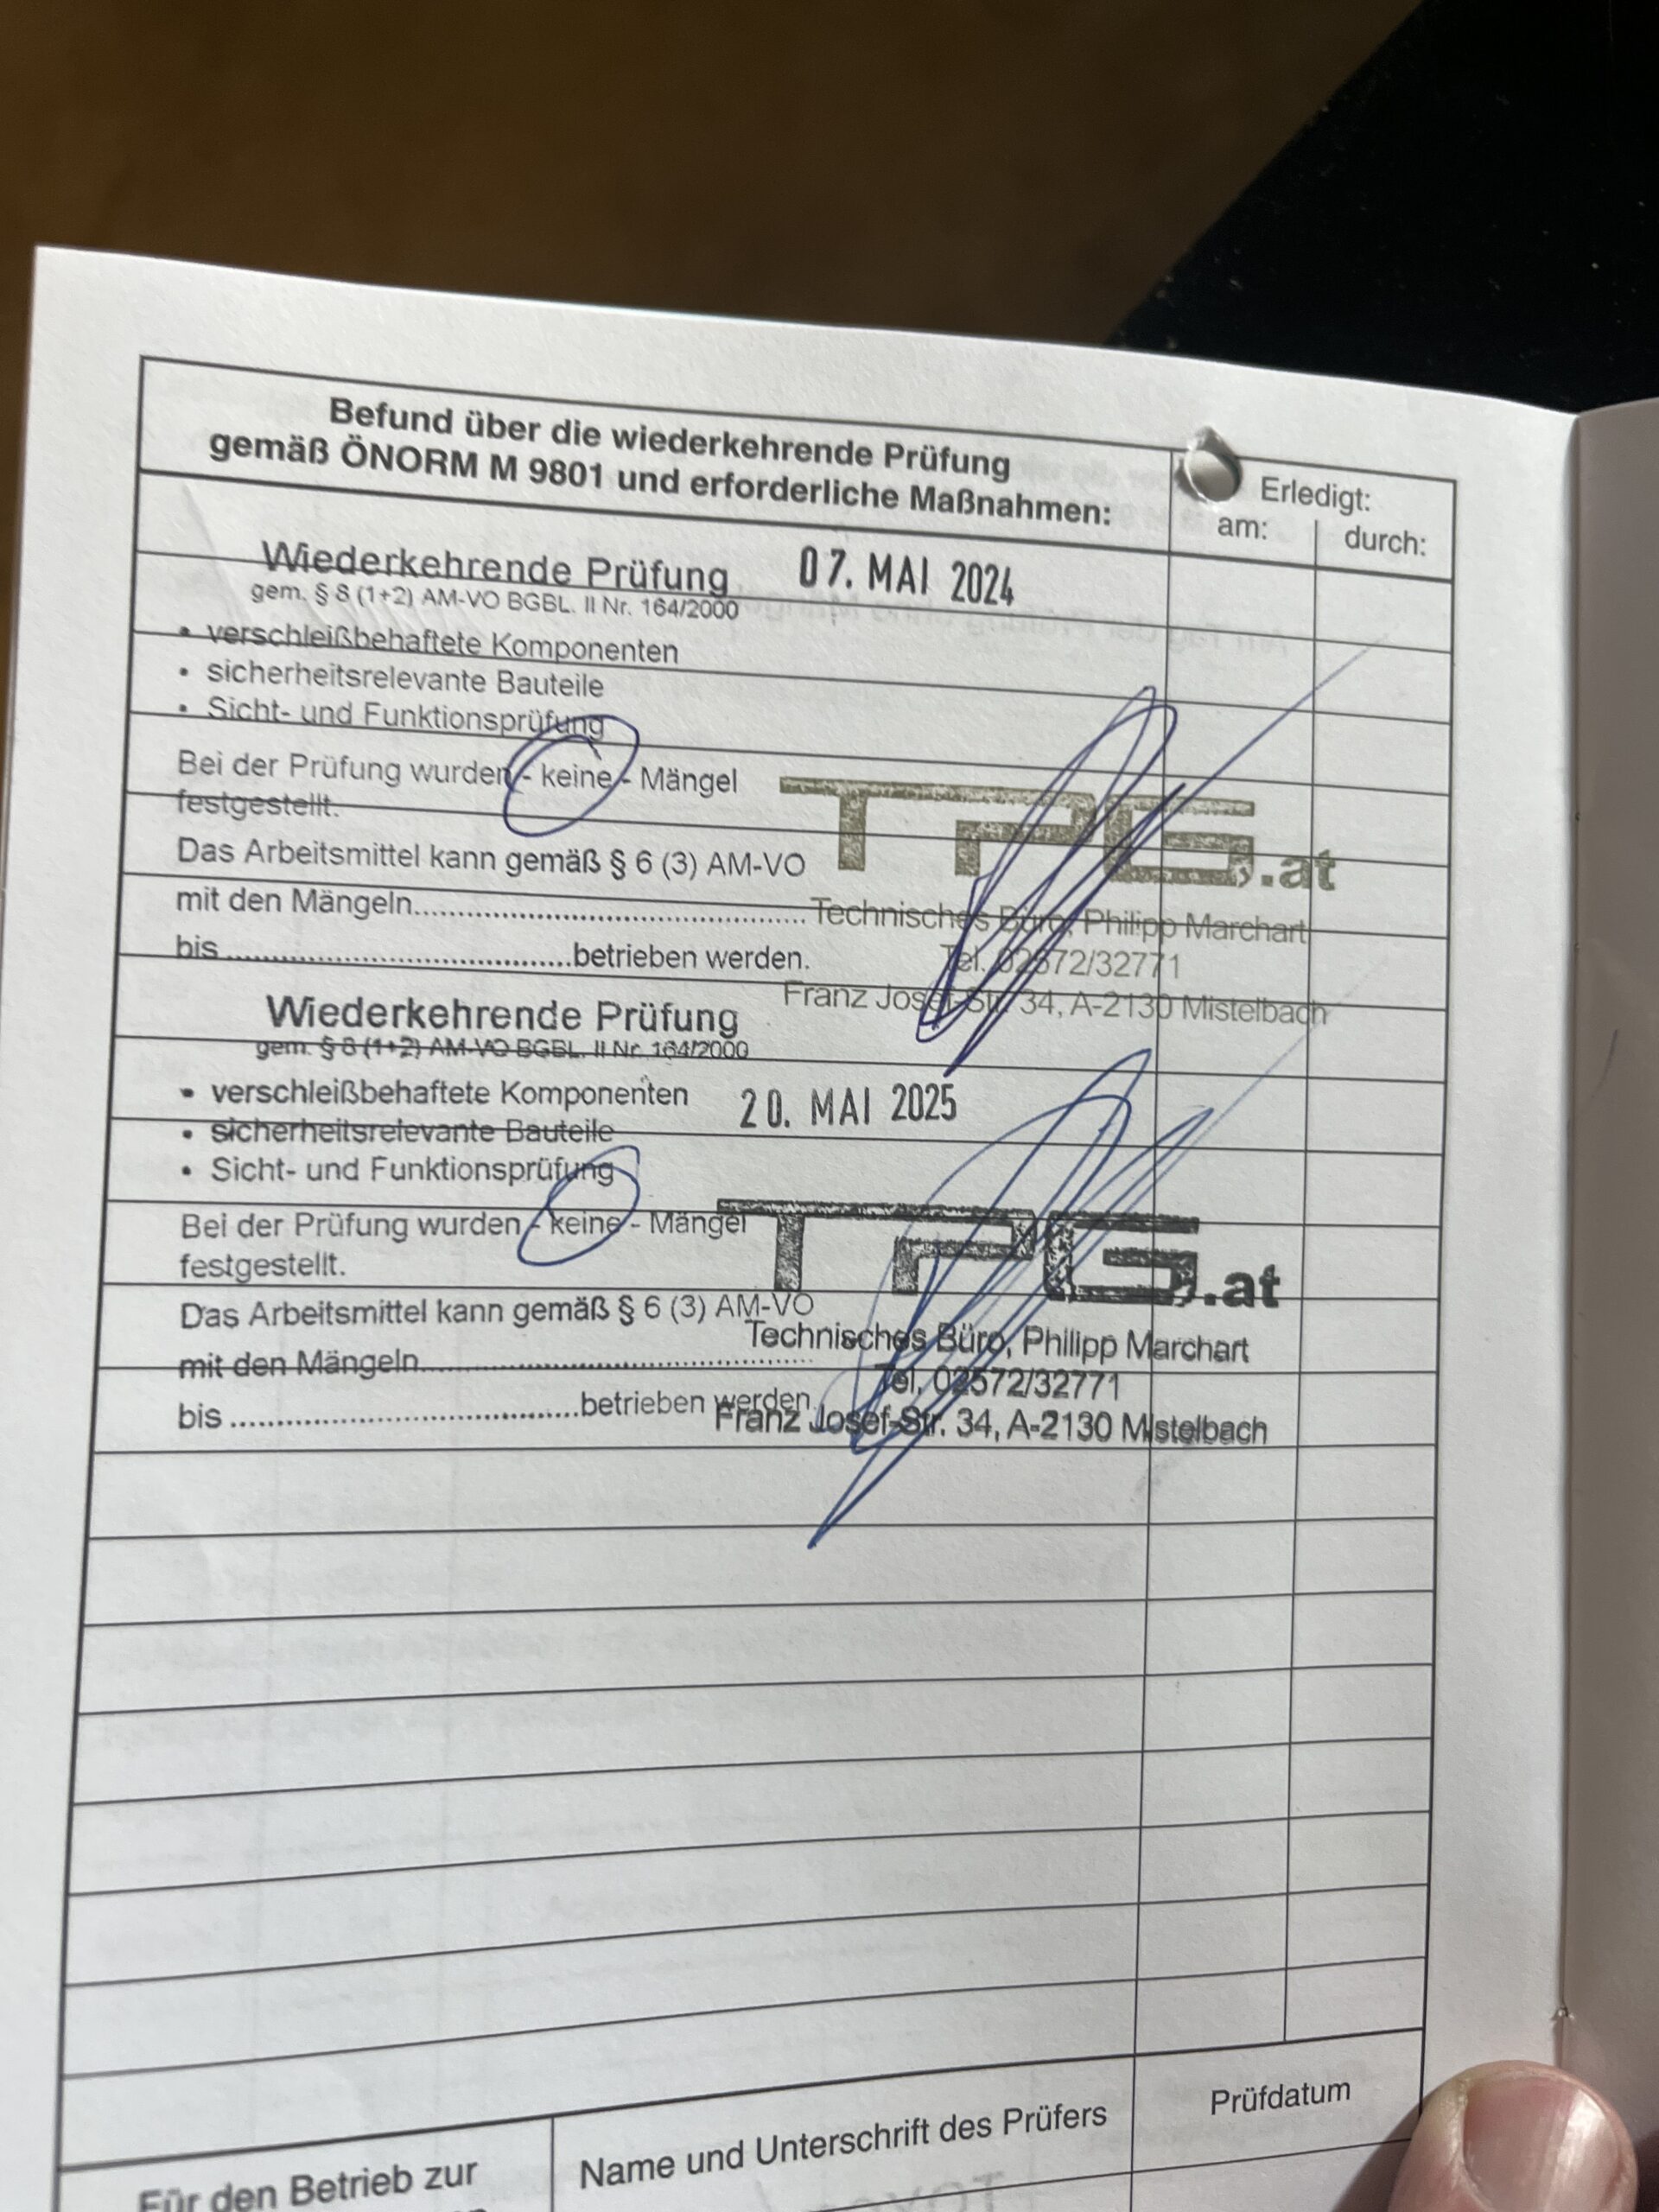 Befund über die wiederkehrende Prüfung
gemäß ÖNORM M 9801 und erforderliche Maßnahmen:
Erledigt:
am:
durch:
Wiederkehrende Prüfung
07. MAI 2024
gem. § 8 (1+2) AM-VO BGBL. II Nr. 164/2000
• verschleißbehaftete Komponenten
• sicherheitsrelevante Bauteile
• Sicht- und Funktionsprüfung
Bei der Prüfung wurden - keine - Mängel
festgestellt.
TPG.at
Das Arbeitsmittel kann gemäß § 6 (3) AM-VO
mit den Mängeln..................................................
Technisches Büro, Philipp Marchart
bis..........................................betrieben werden.
Tel. 02572/32771
Franz Josef-Str. 34, A-2130 Mistelbach
Wiederkehrende Prüfung
gem. § 8 (1+2) AM-VO BGBL. II Nr. 164/2000
• verschleißbehaftete Komponenten
20. MAI 2025
• sicherheitsrelevante Bauteile
• Sicht- und Funktionsprüfung
Bei der Prüfung wurden - keine - Mängel
festgestellt.
TPG.at
Das Arbeitsmittel kann gemäß § 6 (3) AM-VO
Technisches Büro, Philipp Marchart
mit den Mängeln..................................................
Tel. 02572/32771
bis..........................................betrieben werden.
Franz Josef-Str. 34, A-2130 Mistelbach
Für den Betrieb zur
Name und Unterschrift des Prüfers
Prüfdatum